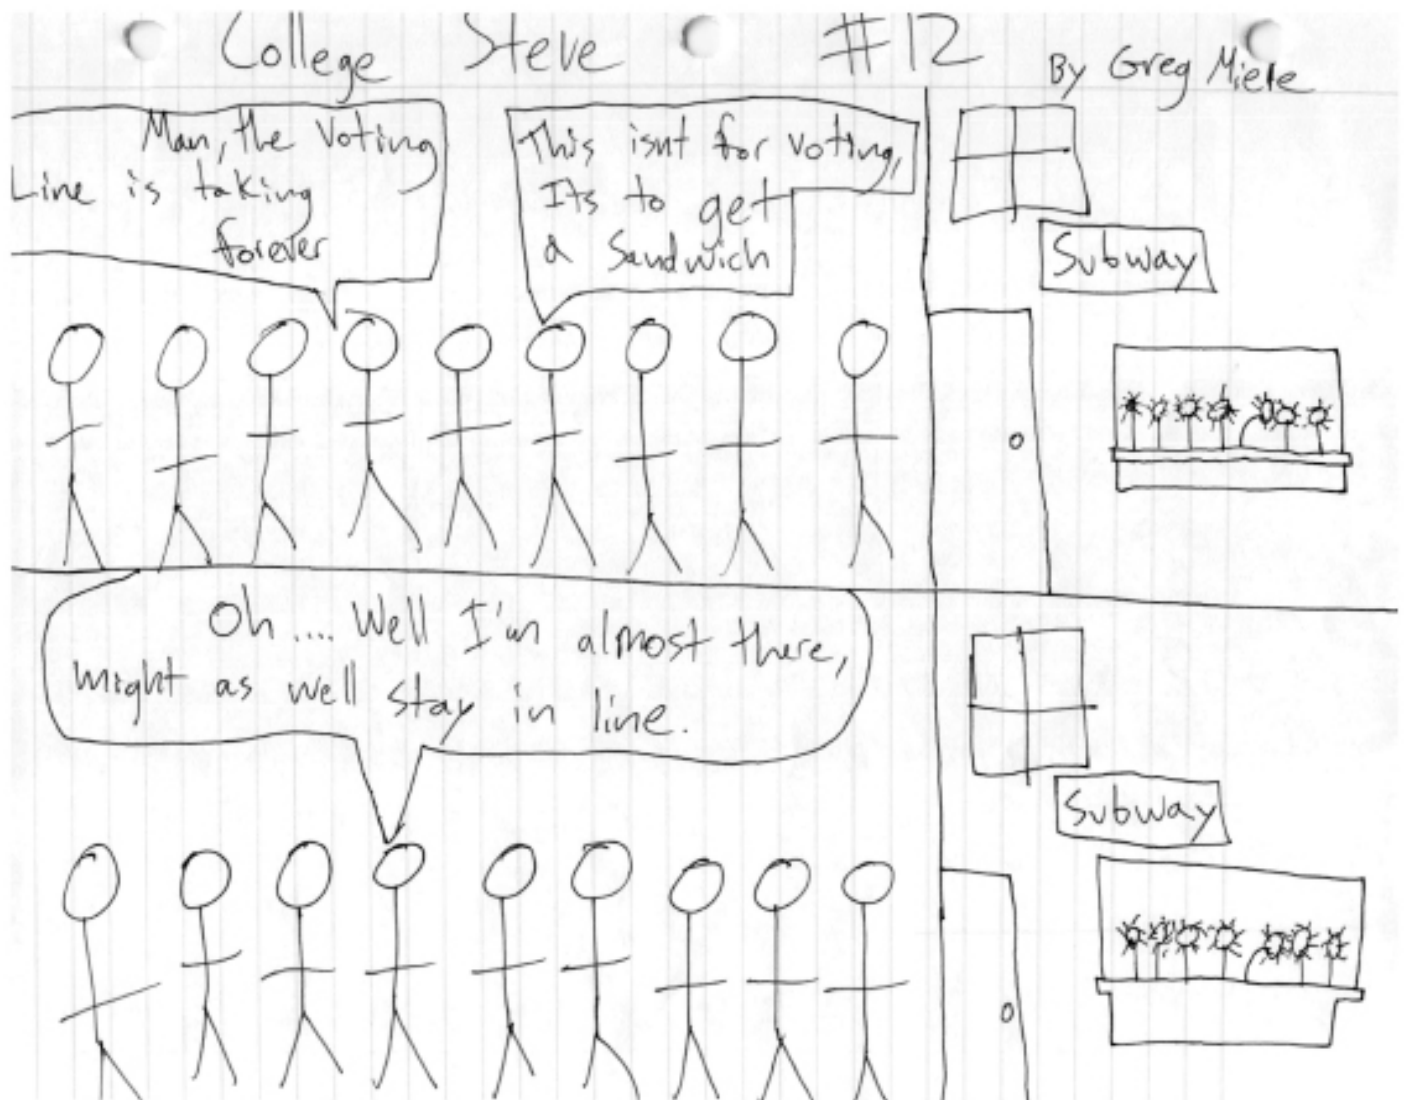 College Steve #12
By Greg Miele
Man, the voting
Line is taking
forever
This isnt for voting,
Its to get
a Sandwich
Subway
Oh.... Well I'm almost there,
might as well stay in line.
Subway